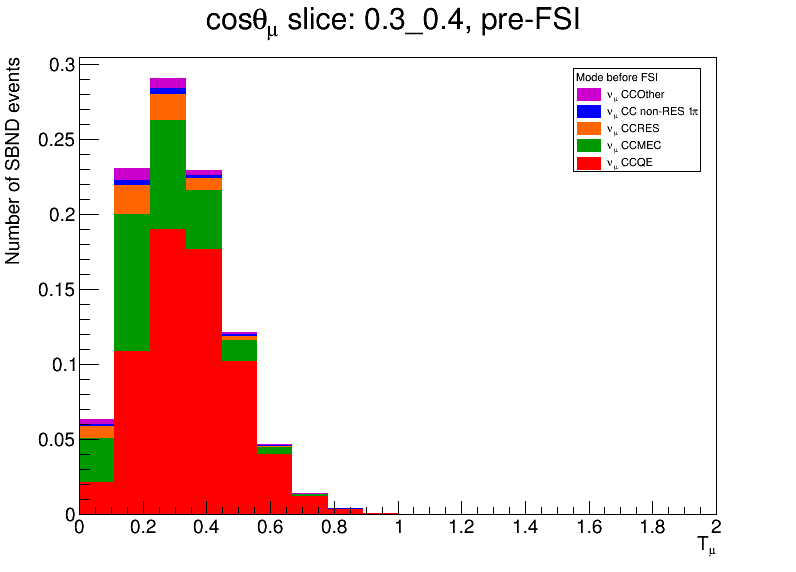 cosθμ slice: 0.3_0.4, pre-FSI
Number of SBND events
0.3
0.25
0.2
0.15
0.1
0.05
0
Mode before FSI
νμ CCOther
νμ CC non-RES 1π
νμ CCRES
νμ CCMEC
νμ CCQE
0 0.2 0.4 0.6 0.8 1 1.2 1.4 1.6 1.8 2
Tμ